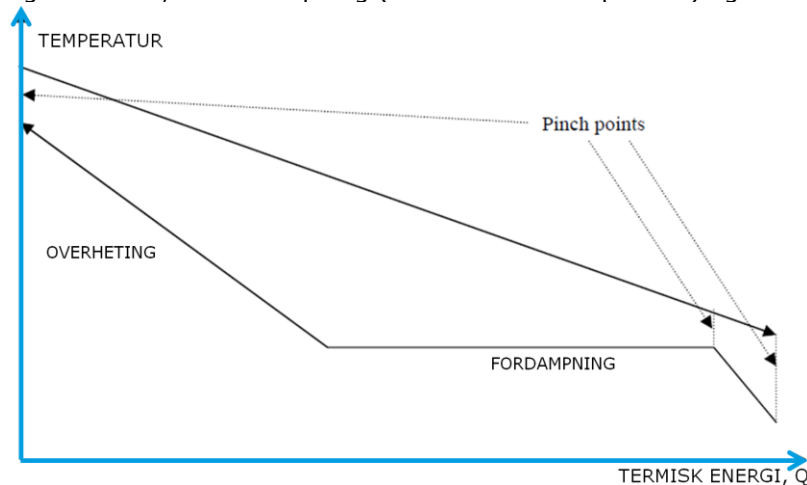 TEMPERATUR
Pinch points
OVERHETING
FORDAMPNING
TERMISK ENERGI, Q